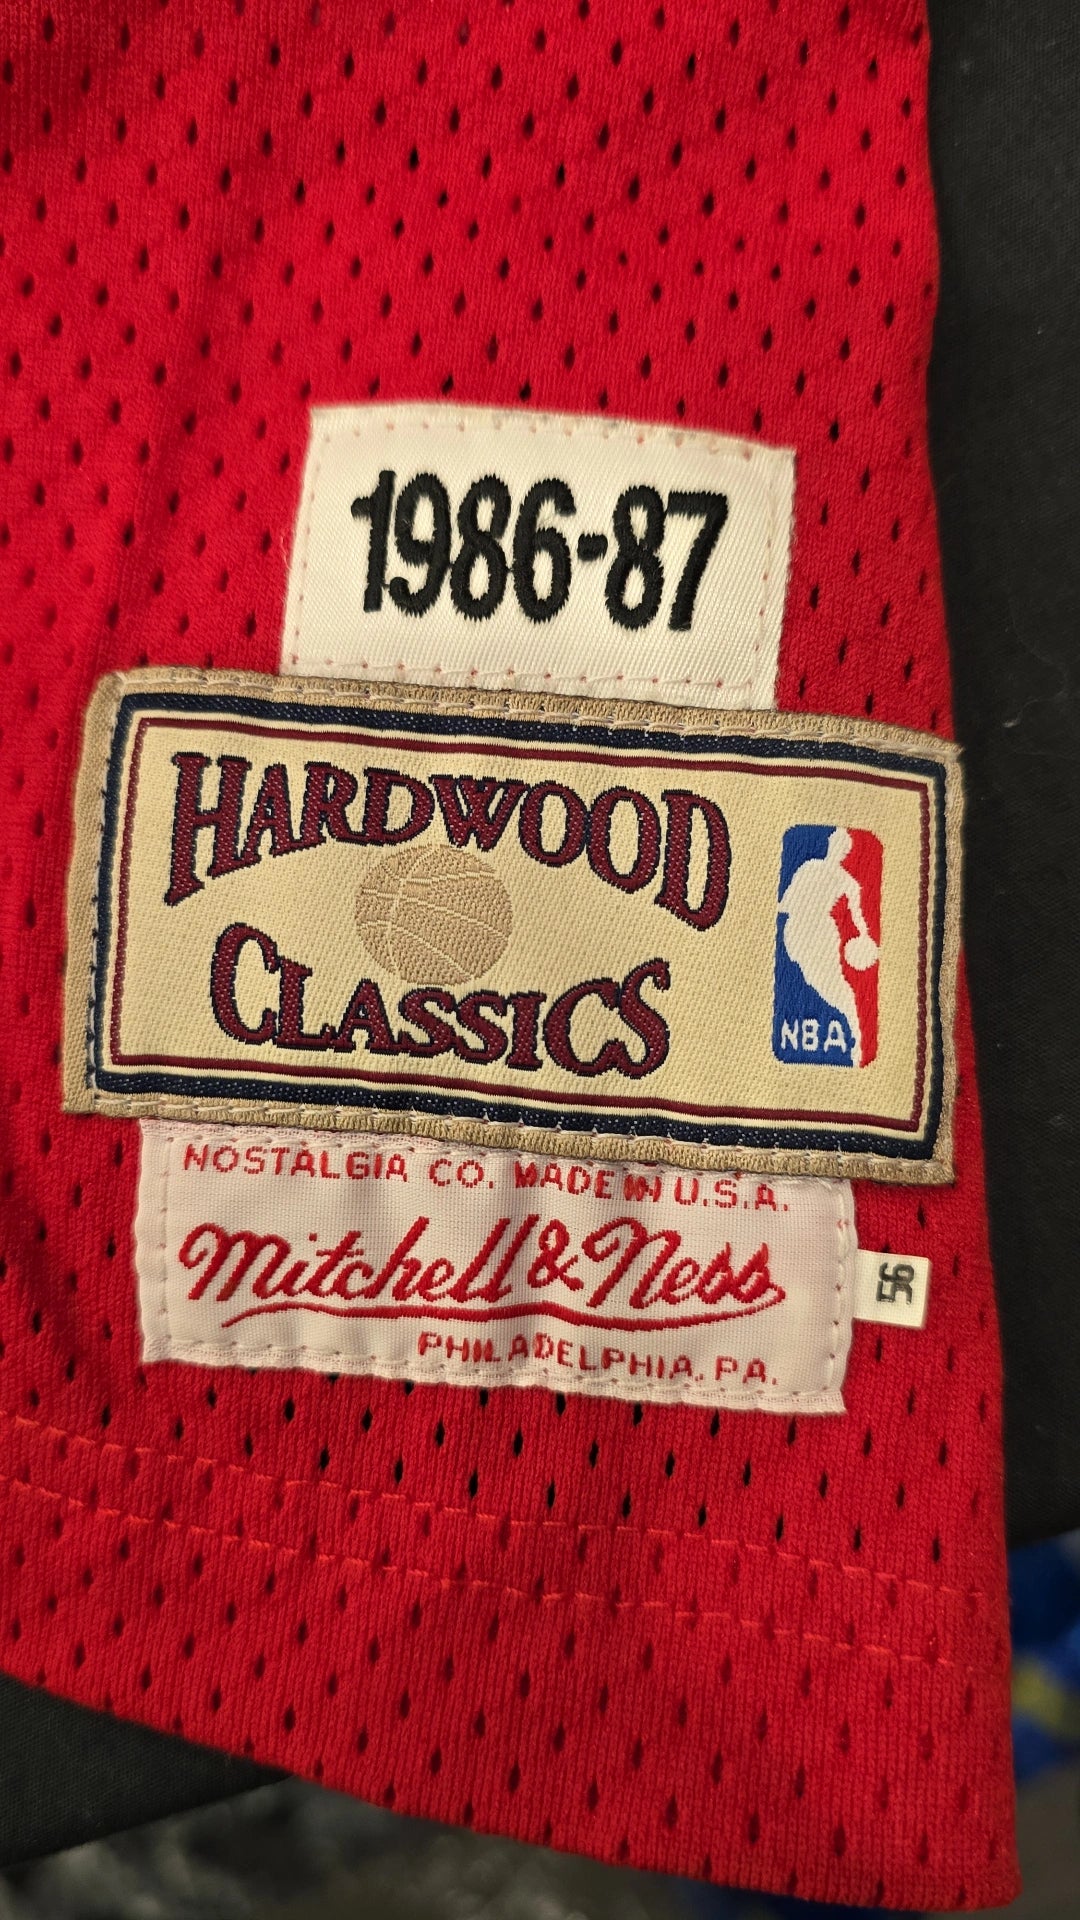 1986-87
HARDWOOD
CLASSICS
NBA
NOSTALGIA CO. MADE IN U.S.A.
Mitchell & Ness
56
PHILADELPHIA, PA.